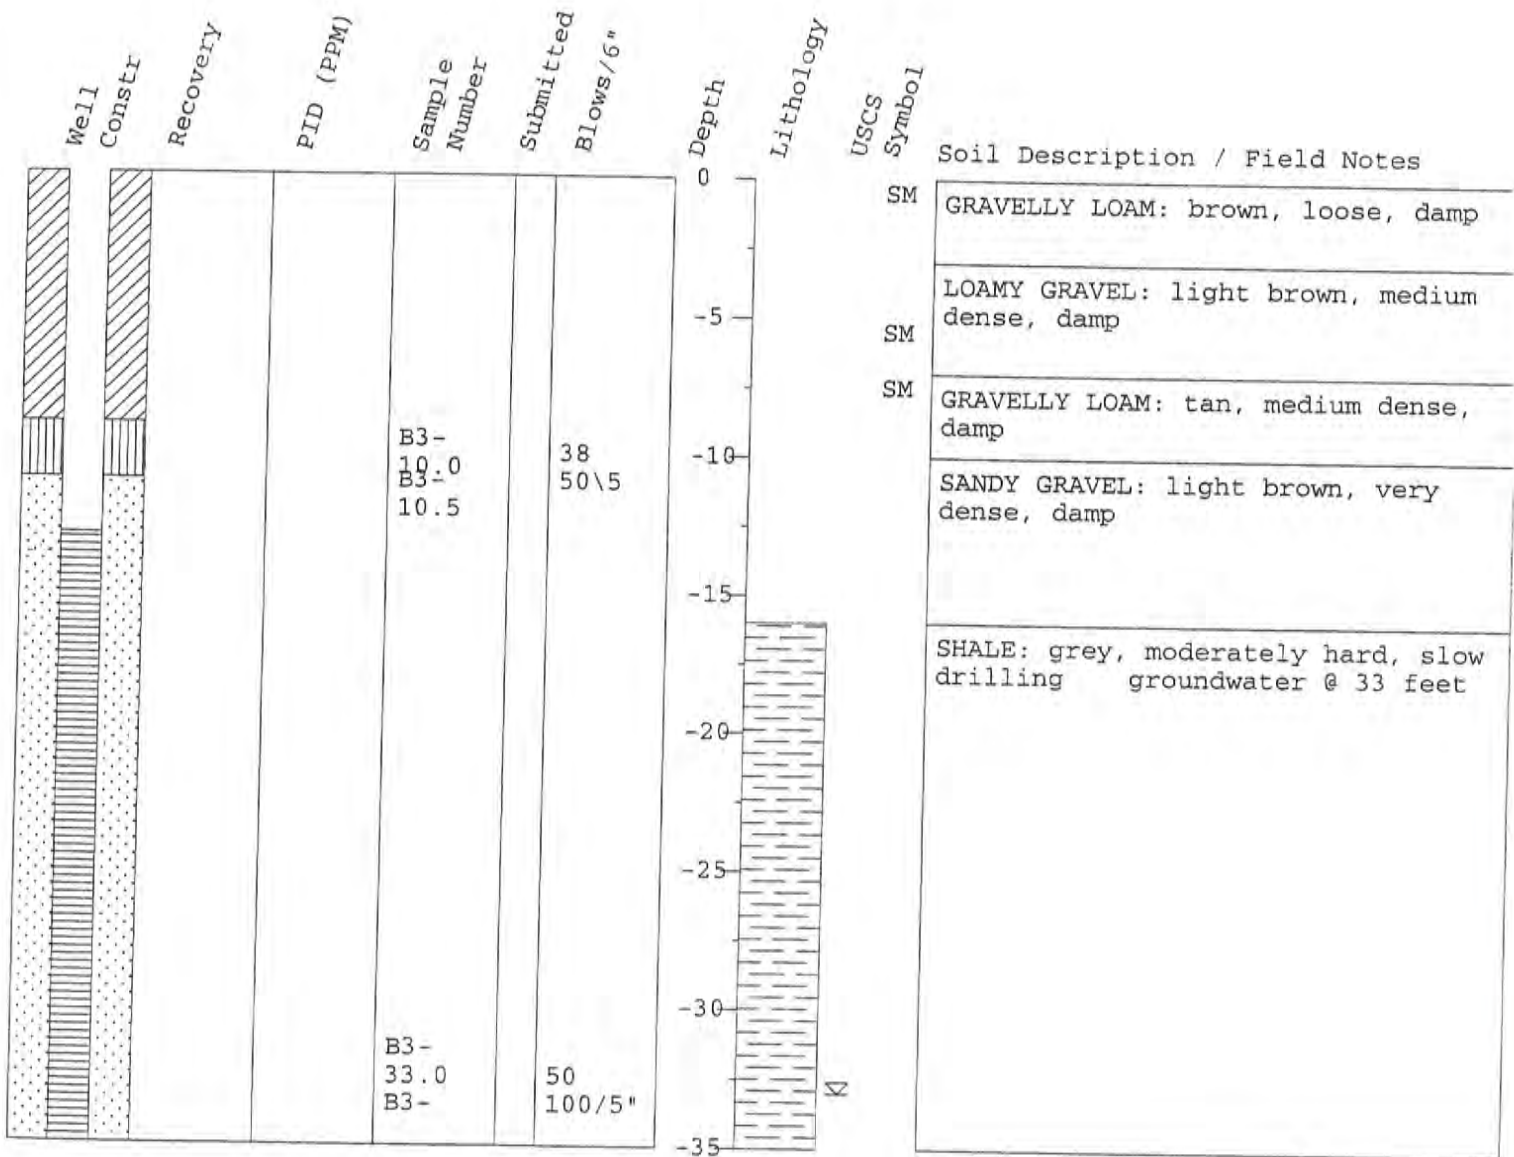 Well
Constr
Recovery
PID (PPM)
Sample
Number
Submitted
Blows/6"
Depth
Lithology
USCS
Symbol
Soil Description / Field Notes
0
SM
GRAVELLY LOAM: brown, loose, damp
LOAMY GRAVEL: light brown, medium
dense, damp
-5
SM
SM
GRAVELLY LOAM: tan, medium dense,
damp
B3-
10.0
38
-10
B3-
50\5
10.5
SANDY GRAVEL: light brown, very
dense, damp
-15
SHALE: grey, moderately hard, slow
drilling groundwater @ 33 feet
-20
-25
-30
B3-
33.0
50
B3-
100/5"
-35